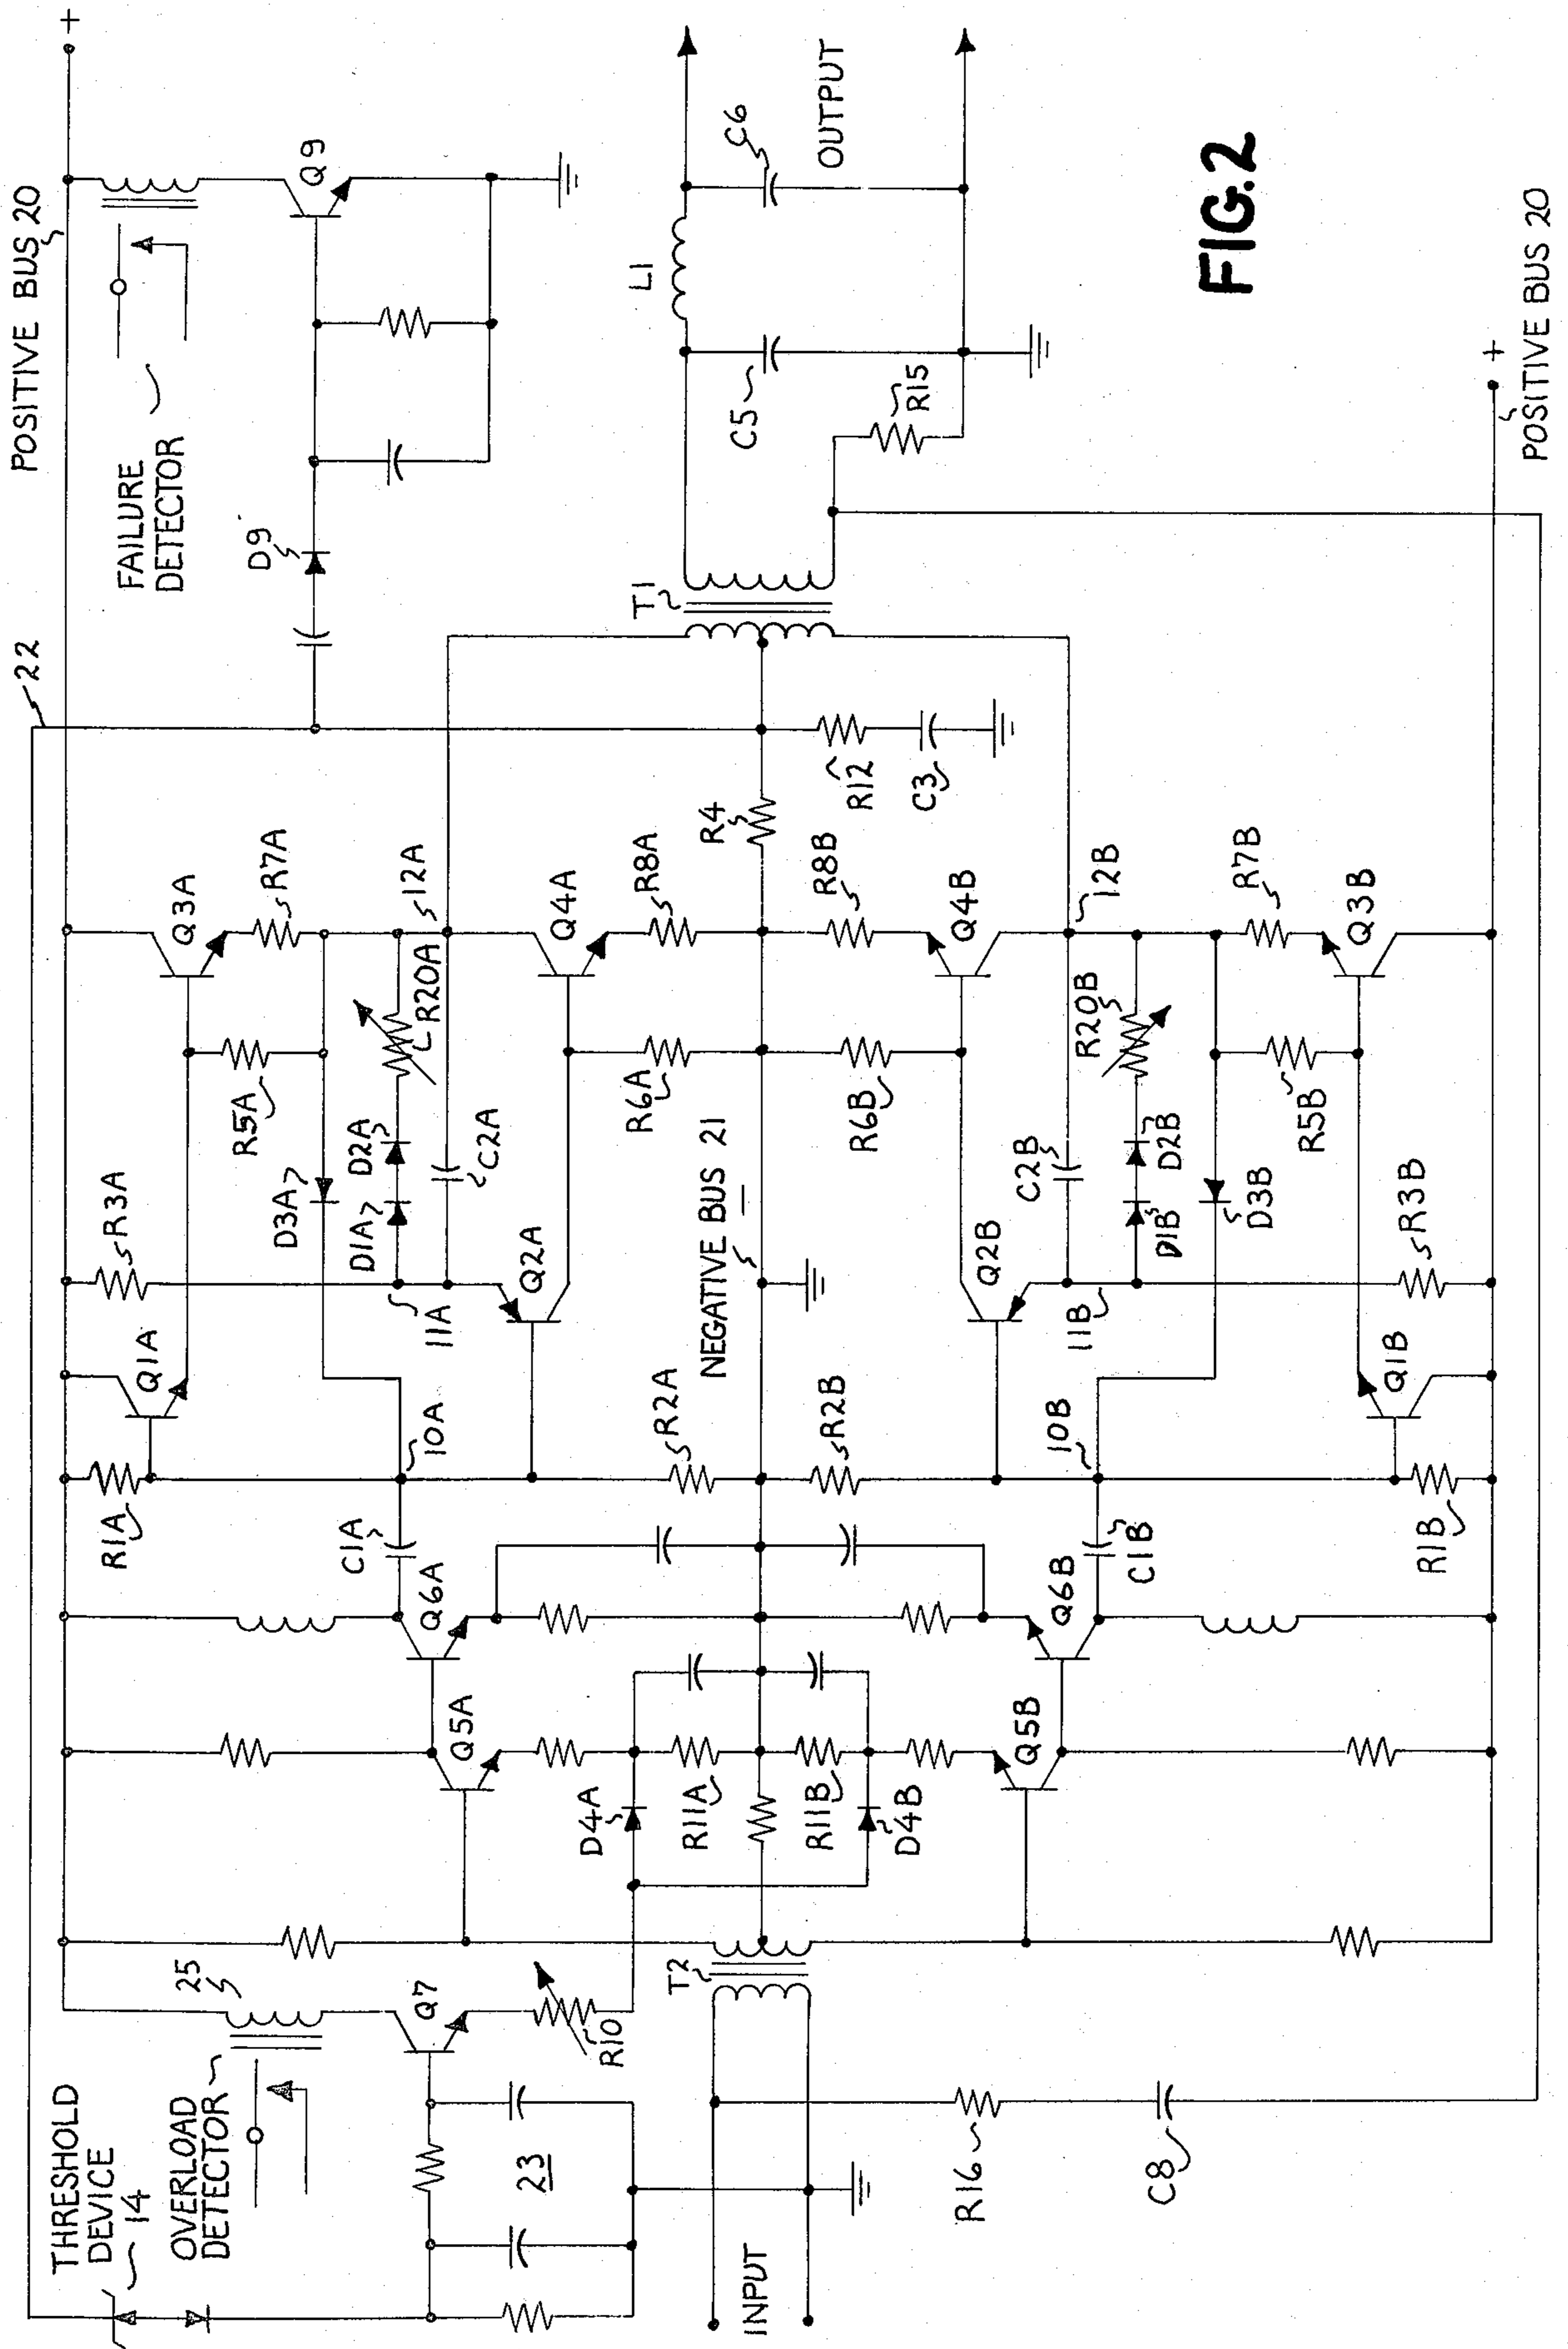 POSITIVE BUS 20
+
22
FAILURE
DETECTOR
D9
Q9
THRESHOLD
DEVICE
14
OVERLOAD
DETECTOR
25
Q7
R10
23
INPUT
T2
R16
C8
Q5A
Q6A
D4A
R11A
R11B
D4B
Q5B
Q6B
R1A
C1A
10A
Q1A
R3A
R5A
D3A
D1A
D2A
R20A
C2A
11A
Q2A
Q3A
R7A
12A
Q4A
R8A
R6A
R2A
NEGATIVE BUS 21
R4
R12
C3
R2B
R6B
R8B
Q4B
Q2B
C2B
11B
D1B
D2B
R20B
12B
D3B
R5B
R7B
Q3B
R3B
10B
C1B
Q1B
R1B
T1
L1
C5
C6
R15
OUTPUT
+
POSITIVE BUS 20
FIG.2